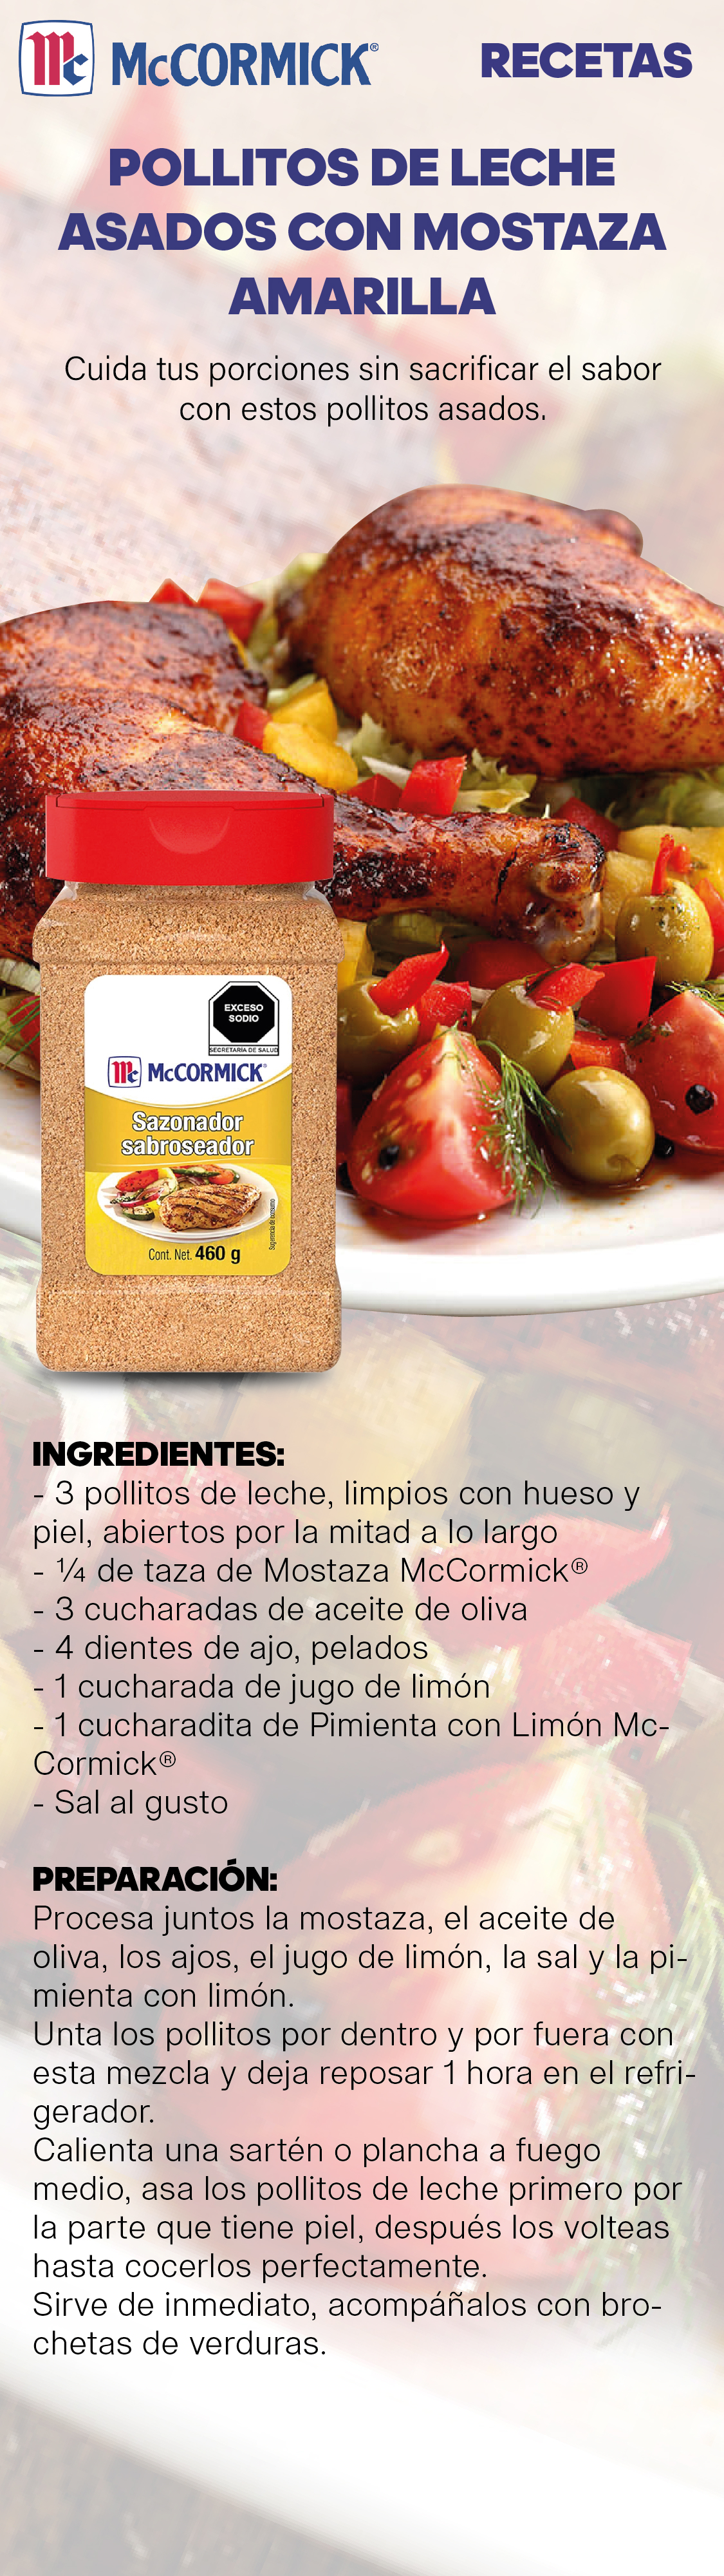 Mc McCORMICK®
RECETAS
POLLITOS DE LECHE
ASADOS CON MOSTAZA
AMARILLA
Cuida tus porciones sin sacrificar el sabor
con estos pollitos asados.
EXCESO
SODIO
SECRETARÍA DE SALUD
Mc McCORMICK®
Sazonador
sabroseador
Sugerencia de consumo
Cont. Net. 460 g
INGREDIENTES:
- 3 pollitos de leche, limpios con hueso y
piel, abiertos por la mitad a lo largo
- ¼ de taza de Mostaza McCormick®
- 3 cucharadas de aceite de oliva
- 4 dientes de ajo, pelados
- 1 cucharada de jugo de limón
- 1 cucharadita de Pimienta con Limón Mc-
Cormick®
- Sal al gusto
PREPARACIÓN:
Procesa juntos la mostaza, el aceite de
oliva, los ajos, el jugo de limón, la sal y la pi-
mienta con limón.
Unta los pollitos por dentro y por fuera con
esta mezcla y deja reposar 1 hora en el refri-
gerador.
Calienta una sartén o plancha a fuego
medio, asa los pollitos de leche primero por
la parte que tiene piel, después los volteas
hasta cocerlos perfectamente.
Sirve de inmediato, acompáñalos con bro-
chetas de verduras.